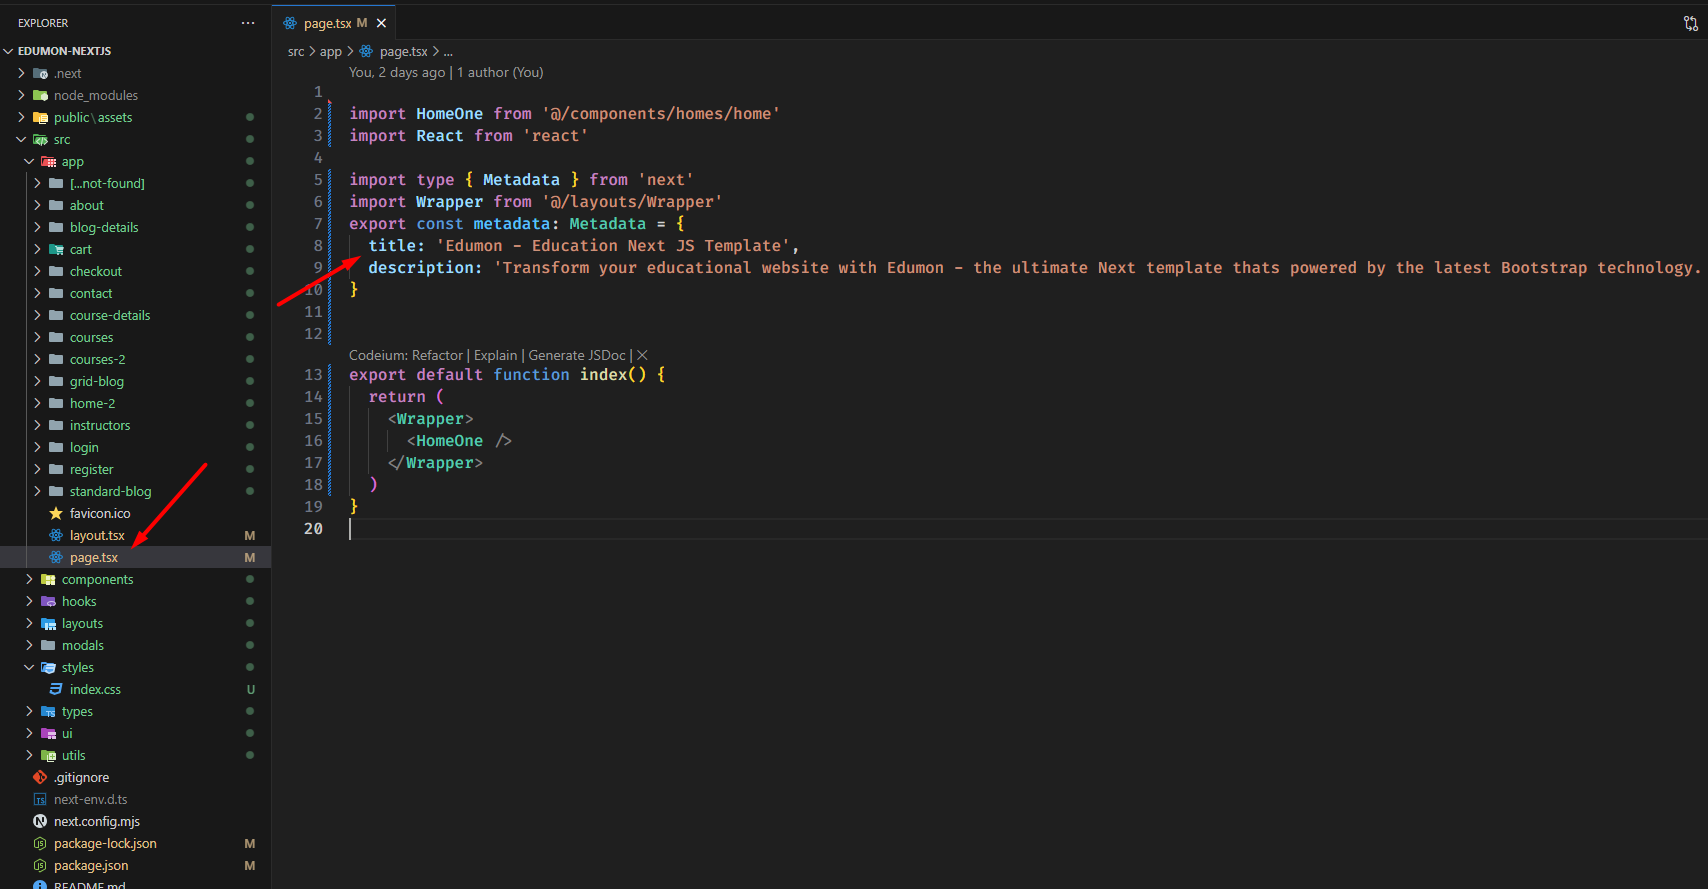 EXPLORER
EDUMON-NEXTJS
.next
node_modules
public\assets
src
app
[...not-found]
about
blog-details
cart
checkout
contact
course-details
courses
courses-2
grid-blog
home-2
instructors
login
register
standard-blog
favicon.ico
layout.tsx M
page.tsx M
components
hooks
layouts
modals
styles
index.css U
types
ui
utils
.gitignore
next-env.d.ts
next.config.mjs
package-lock.json M
package.json M
README.md
page.tsx M
src > app > page.tsx > ...
You, 2 days ago | 1 author (You)
1
2 import HomeOne from '@/components/homes/home'
3 import React from 'react'
4
5 import type { Metadata } from 'next'
6 import Wrapper from '@/layouts/Wrapper'
7 export const metadata: Metadata = {
8 title: 'Edumon - Education Next JS Template',
9 description: 'Transform your educational website with Edumon - the ultimate Next template thats powered by the latest Bootstrap technology.
10 }
11
12
Codeium: Refactor | Explain | Generate JSDoc | ×
13 export default function index() {
14 return (
15 <Wrapper>
16 <HomeOne />
17 </Wrapper>
18 )
19 }
20